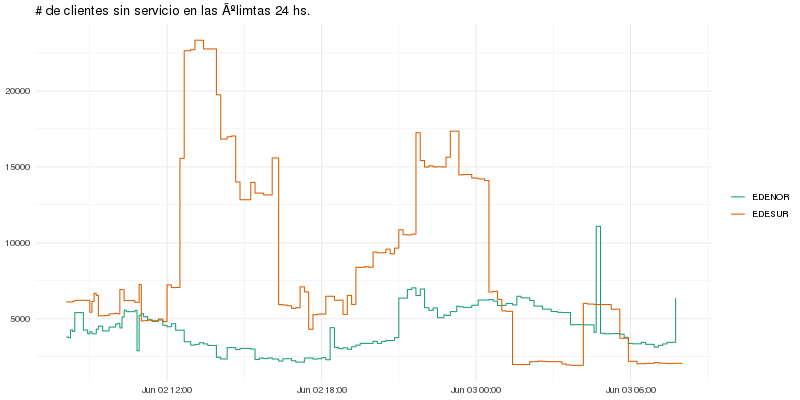 # de clientes sin servicio en las Ãºlimtas 24 hs.
20000
15000
10000
5000
Jun 02 12:00
Jun 02 18:00
Jun 03 00:00
Jun 03 06:00
EDENOR
EDESUR